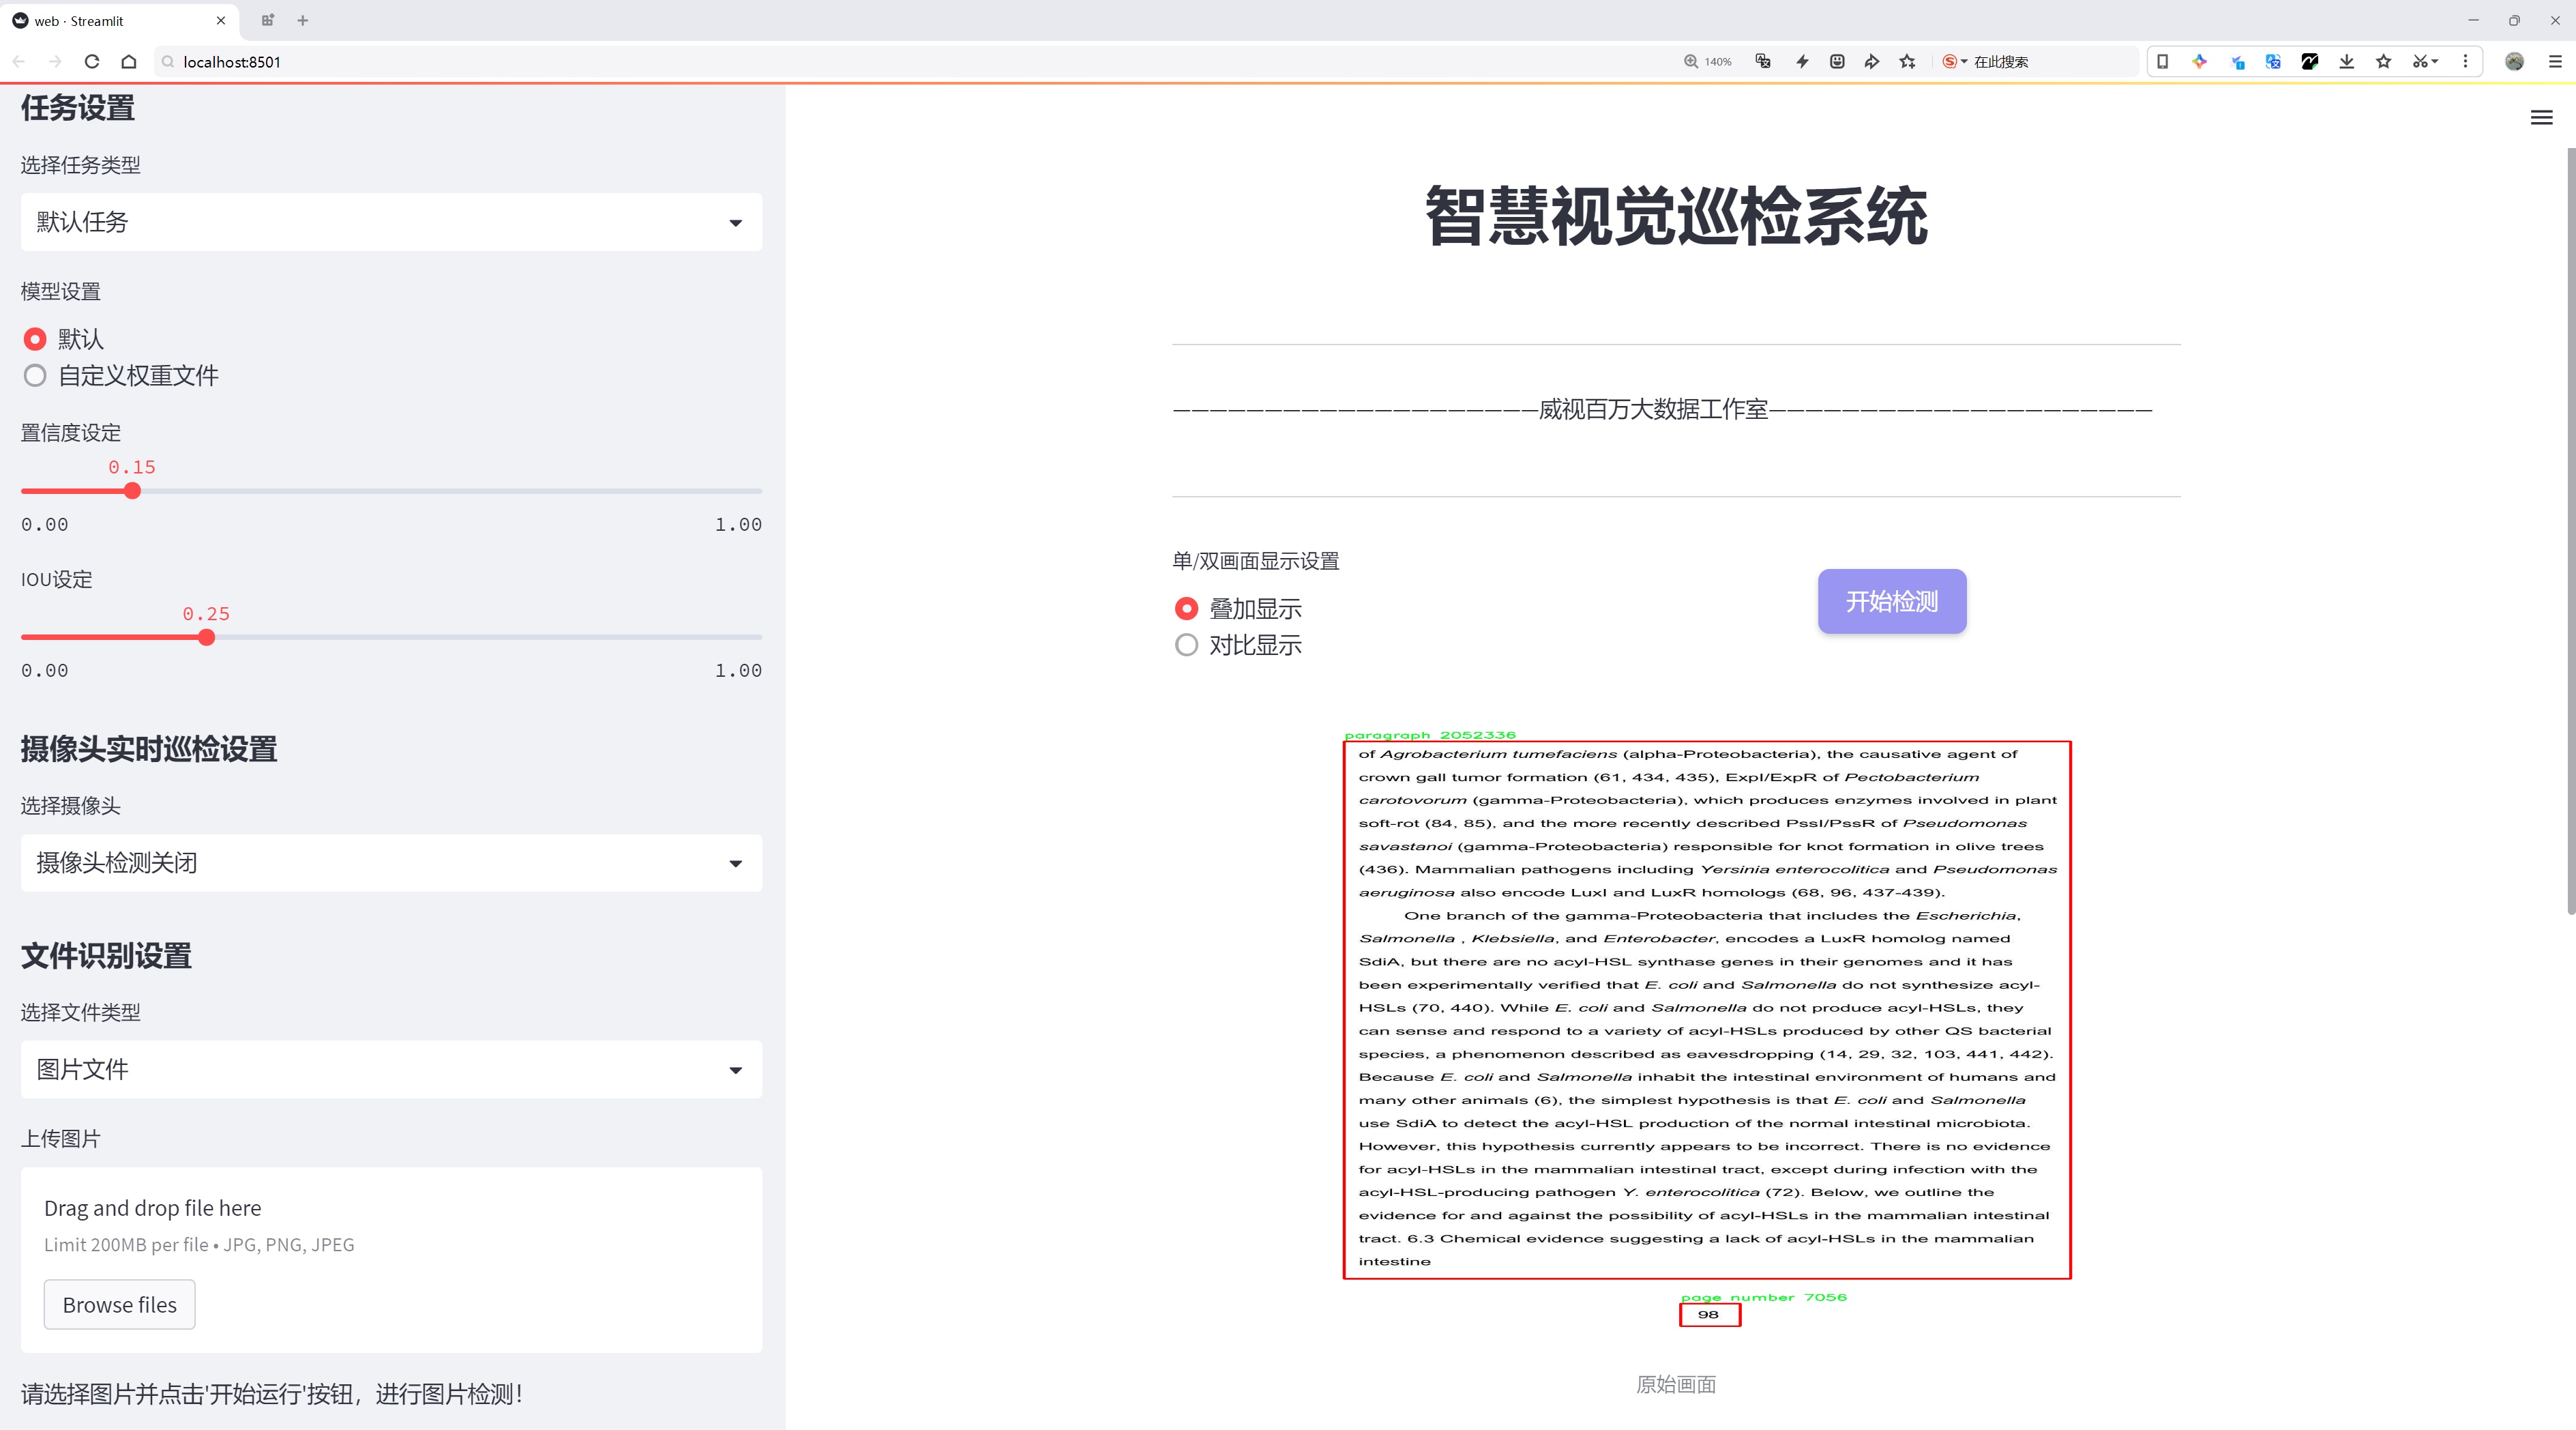 web · Streamlit
localhost:8501
140%
在此搜索
任务设置
选择任务类型
默认任务
模型设置
默认
自定义权重文件
置信度设定
0.15
0.00 1.00
IOU设定
0.25
0.00 1.00
摄像头实时巡检设置
选择摄像头
摄像头检测关闭
文件识别设置
选择文件类型
图片文件
上传图片
Drag and drop file here
Limit 200MB per file • JPG, PNG, JPEG
Browse files
请选择图片并点击'开始运行'按钮，进行图片检测！
智慧视觉巡检系统
—————————————————————威视百万大数据工作室——————————————————————
单/双画面显示设置
叠加显示
对比显示
开始检测
paragraph 2052336
of Agrobacterium tumefaciens (alpha-Proteobacteria), the causative agent of
crown gall tumor formation (61, 434, 435), ExpI/ExpR of Pectobacterium
carotovorum (gamma-Proteobacteria), which produces enzymes involved in plant
soft-rot (84, 85), and the more recently described PssI/PssR of Pseudomonas
savastanoi (gamma-Proteobacteria) responsible for knot formation in olive trees
(436). Mammalian pathogens including Yersinia enterocolitica and Pseudomonas
aeruginosa also encode LuxI and LuxR homologs (68, 96, 437-439).
One branch of the gamma-Proteobacteria that includes the Escherichia,
Salmonella , Klebsiella, and Enterobacter, encodes a LuxR homolog named
SdiA, but there are no acyl-HSL synthase genes in their genomes and it has
been experimentally verified that E. coli and Salmonella do not synthesize acyl-
HSLs (70, 440). While E. coli and Salmonella do not produce acyl-HSLs, they
can sense and respond to a variety of acyl-HSLs produced by other QS bacterial
species, a phenomenon described as eavesdropping (14, 29, 32, 103, 441, 442).
Because E. coli and Salmonella inhabit the intestinal environment of humans and
many other animals (6), the simplest hypothesis is that E. coli and Salmonella
use SdiA to detect the acyl-HSL production of the normal intestinal microbiota.
However, this hypothesis currently appears to be incorrect. There is no evidence
for acyl-HSLs in the mammalian intestinal tract, except during infection with the
acyl-HSL-producing pathogen Y. enterocolitica (72). Below, we outline the
evidence for and against the possibility of acyl-HSLs in the mammalian intestinal
tract. 6.3 Chemical evidence suggesting a lack of acyl-HSLs in the mammalian
intestine
page number 7056
98
原始画面